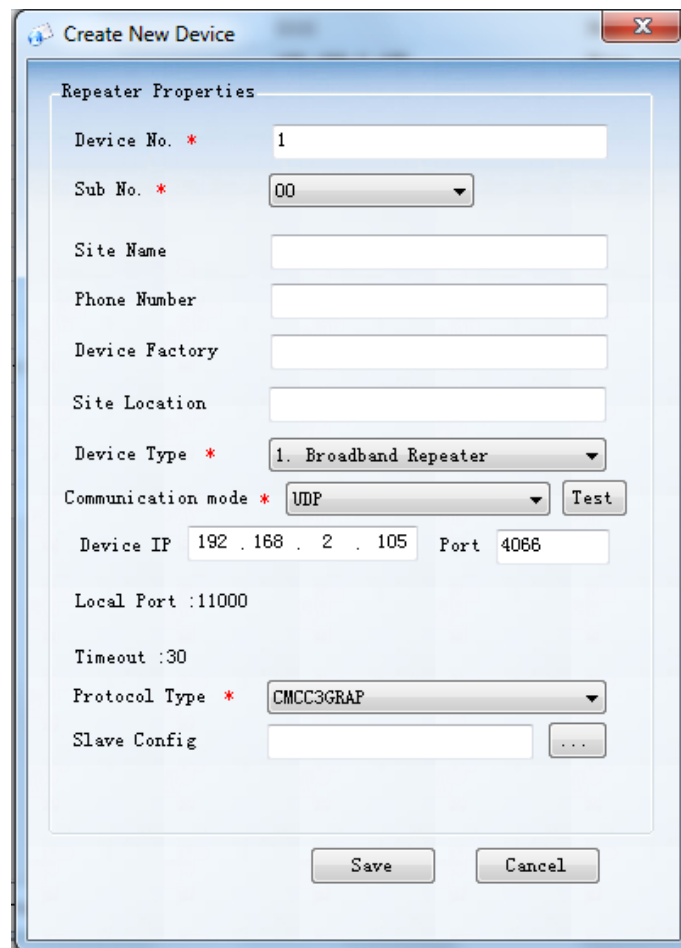 Create New Device
Repeater Properties
Device No. * 1
Sub No. * 00
Site Name
Phone Number
Device Factory
Site Location
Device Type * 1. Broadband Repeater
Communication mode * UDP Test
Device IP 192 . 168 . 2 . 105 Port 4066
Local Port :11000
Timeout :30
Protocol Type * CMCC3GRAP
Slave Config ...
Save Cancel